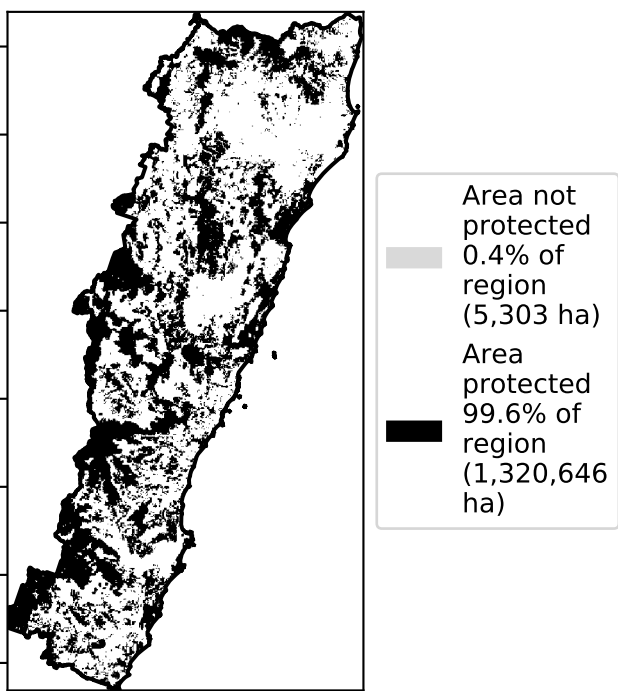 Area not
protected
0.4% of
region
(5,303 ha)
Area
protected
99.6% of
region
(1,320,646
ha)